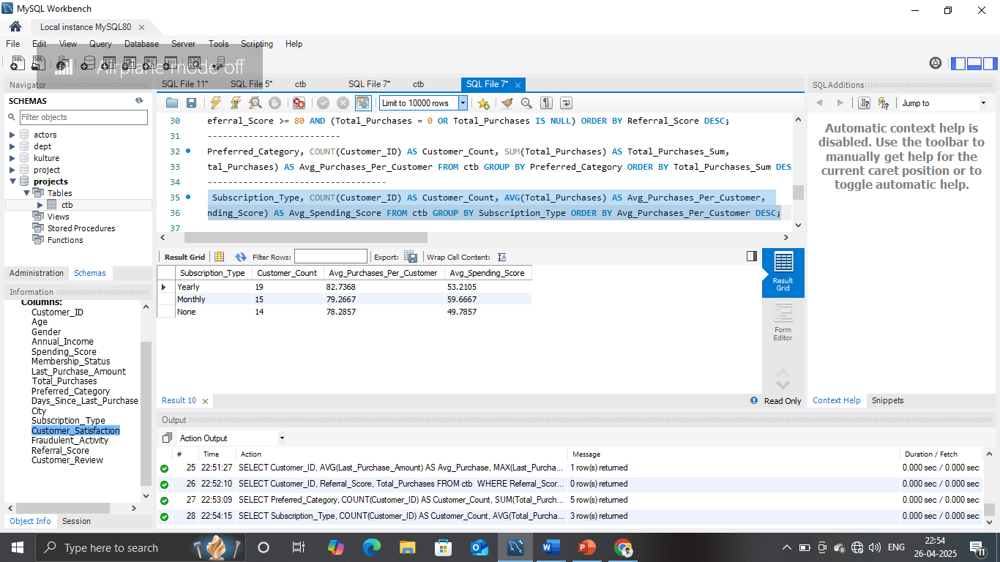 MySQL Workbench
Local instance MySQL80
File Edit View Query Database Server Tools Scripting Help
Airplane mode off
Navigator
SCHEMAS
Filter objects
actors
dept
kulture
project
projects
Tables
ctb
Views
Stored Procedures
Functions
Administration Schemas
Information
Columns:
Customer_ID
Age
Gender
Annual_Income
Spending_Score
Membership_Status
Last_Purchase_Amount
Total_Purchases
Preferred_Category
Days_Since_Last_Purchase
City
Subscription_Type
Customer_Satisfaction
Fraudulent_Activity
Referral_Score
Customer_Review
Object Info Session
SQL File 11* SQL File 5* ctb SQL File 7* ctb SQL File 7*
Limit to 10000 rows
30 eferral_Score >= 80 AND (Total_Purchases = 0 OR Total_Purchases IS NULL) ORDER BY Referral_Score DESC;
31 --------------------------
32 Preferred_Category, COUNT(Customer_ID) AS Customer_Count, SUM(Total_Purchases) AS Total_Purchases_Sum,
33 tal_Purchases) AS Avg_Purchases_Per_Customer FROM ctb GROUP BY Preferred_Category ORDER BY Total_Purchases_Sum DES
34 -----------------------------------
35 Subscription_Type, COUNT(Customer_ID) AS Customer_Count, AVG(Total_Purchases) AS Avg_Purchases_Per_Customer,
36 nding_Score) AS Avg_Spending_Score FROM ctb GROUP BY Subscription_Type ORDER BY Avg_Purchases_Per_Customer DESC;
37
Result Grid Filter Rows: Export: Wrap Cell Content:
Subscription_Type Customer_Count Avg_Purchases_Per_Customer Avg_Spending_Score
Yearly 19 82.7368 53.2105
Monthly 15 79.2667 59.6667
None 14 78.2857 49.7857
Result Grid
Form Editor
Result 10
Read Only
SQLAdditions
Jump to
Automatic context help is
disabled. Use the toolbar to
manually get help for the
current caret position or to
toggle automatic help.
Context Help Snippets
Output
Action Output
# Time Action Message Duration / Fetch
25 22:51:27 SELECT Customer_ID, AVG(Last_Purchase_Amount) AS Avg_Purchase, MAX(Last_Purcha... 1 row(s) returned 0.000 sec / 0.000 sec
26 22:52:10 SELECT Customer_ID, Referral_Score, Total_Purchases FROM ctb WHERE Referral_Scor... 0 row(s) returned 0.000 sec / 0.000 sec
27 22:53:09 SELECT Preferred_Category, COUNT(Customer_ID) AS Customer_Count, SUM(Total_Purch... 5 row(s) returned 0.000 sec / 0.000 sec
28 22:54:15 SELECT Subscription_Type, COUNT(Customer_ID) AS Customer_Count, AVG(Total_Purcha... 3 row(s) returned 0.000 sec / 0.000 sec
Type here to search
ENG
22:54
26-04-2025
11